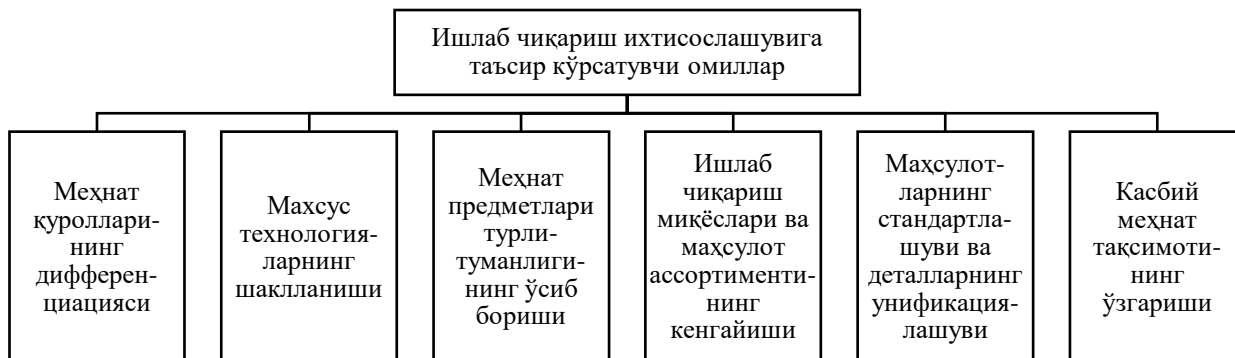 Ишлаб чиқариш ихтисослашувига
таъсир кўрсатувчи омиллар
Меҳнат
қуроллари-
нинг
дифферен-
циацияси
Махсус
технология-
ларнинг
шаклланиши
Меҳнат
предметлари
турли-
туманлиги-
нинг ўсиб
бориши
Ишлаб
чиқариш
миқёслари ва
маҳсулот
ассортименти-
нинг
кенгайиши
Маҳсулот-
ларнинг
стандартла-
шуви ва
деталларнинг
унификация-
лашуви
Касбий
меҳнат
тақсимоти-
нинг
ўзгариши